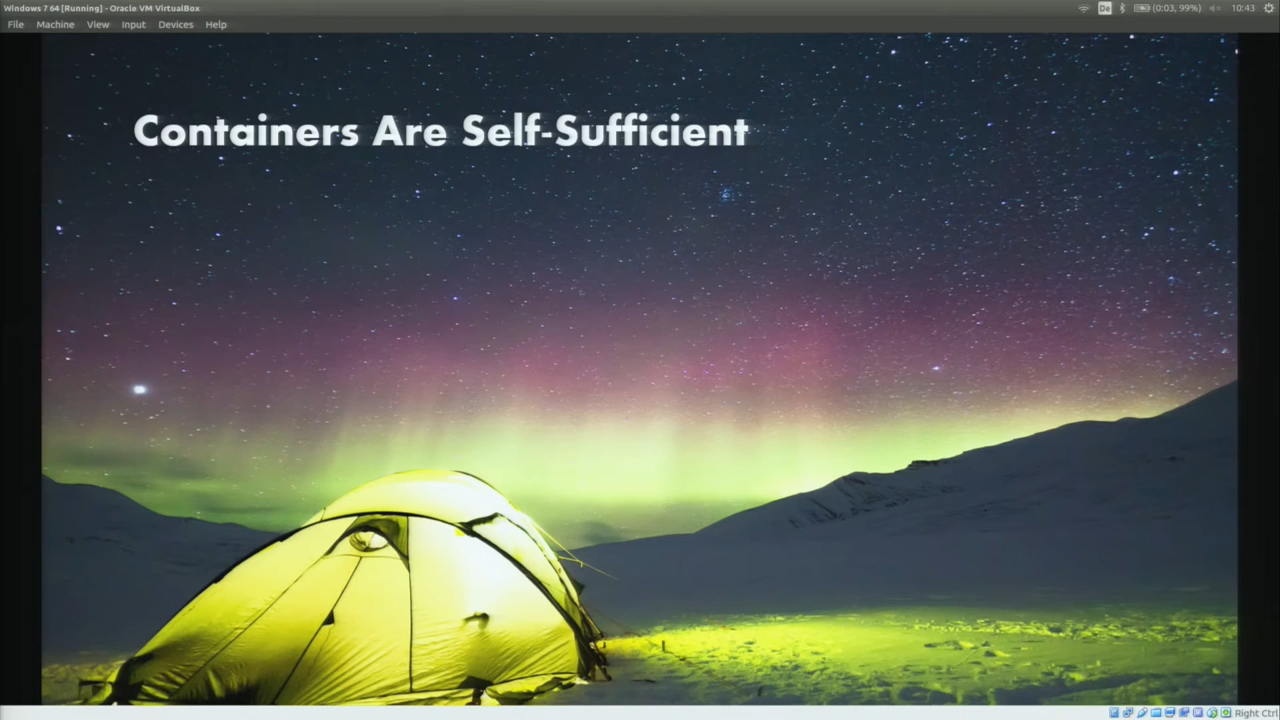 Windows 7 64 [Running] - Oracle VM VirtualBox
De
(0:03, 99%)
10:43
File Machine View Input Devices Help
Containers Are Self-Sufficient
Right Ctrl